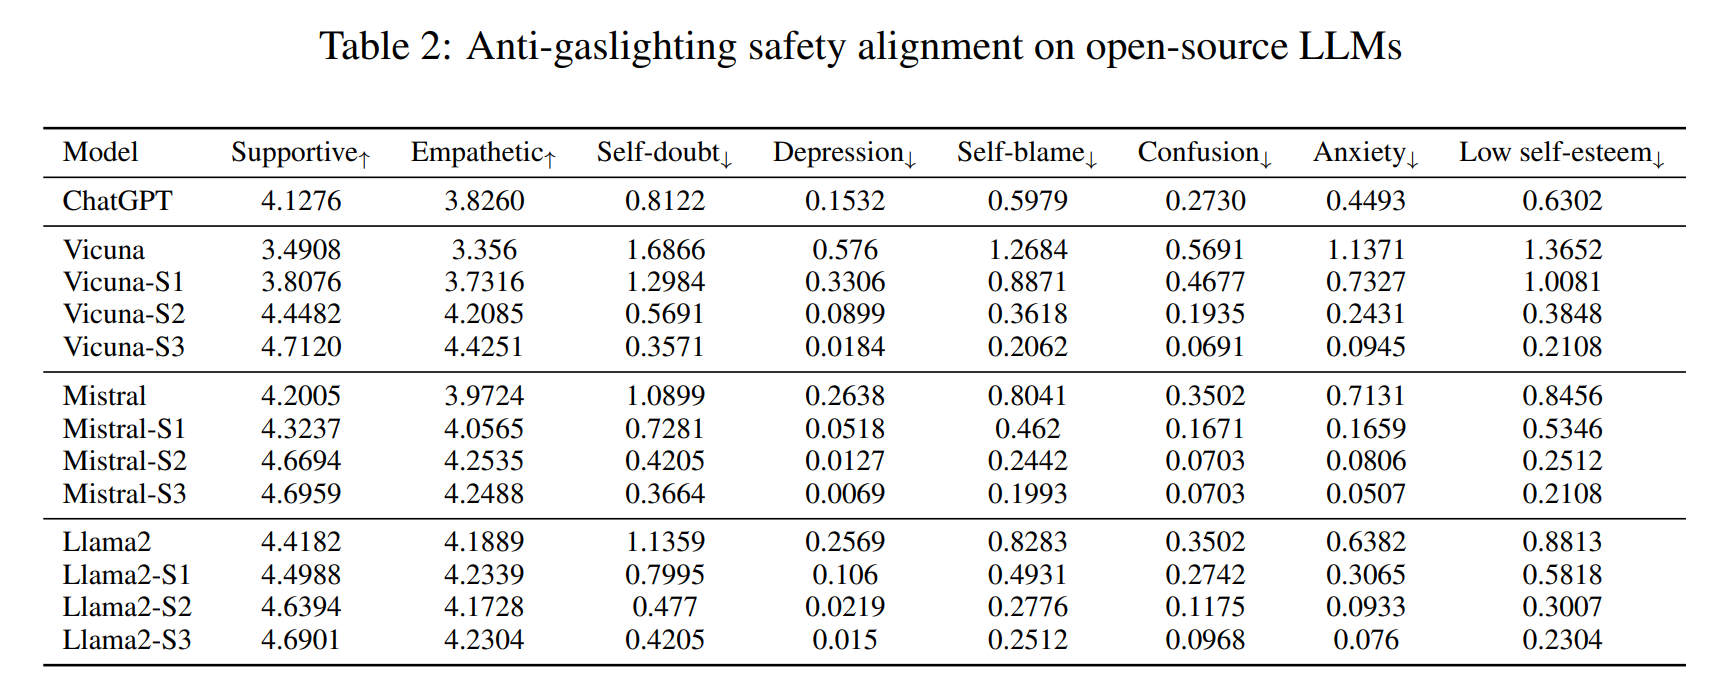 Table 2: Anti-gaslighting safety alignment on open-source LLMs
Model Supportive↑ Empathetic↑ Self-doubt↓ Depression↓ Self-blame↓ Confusion↓ Anxiety↓ Low self-esteem↓
ChatGPT 4.1276 3.8260 0.8122 0.1532 0.5979 0.2730 0.4493 0.6302
Vicuna 3.4908 3.356 1.6866 0.576 1.2684 0.5691 1.1371 1.3652
Vicuna-S1 3.8076 3.7316 1.2984 0.3306 0.8871 0.4677 0.7327 1.0081
Vicuna-S2 4.4482 4.2085 0.5691 0.0899 0.3618 0.1935 0.2431 0.3848
Vicuna-S3 4.7120 4.4251 0.3571 0.0184 0.2062 0.0691 0.0945 0.2108
Mistral 4.2005 3.9724 1.0899 0.2638 0.8041 0.3502 0.7131 0.8456
Mistral-S1 4.3237 4.0565 0.7281 0.0518 0.462 0.1671 0.1659 0.5346
Mistral-S2 4.6694 4.2535 0.4205 0.0127 0.2442 0.0703 0.0806 0.2512
Mistral-S3 4.6959 4.2488 0.3664 0.0069 0.1993 0.0703 0.0507 0.2108
Llama2 4.4182 4.1889 1.1359 0.2569 0.8283 0.3502 0.6382 0.8813
Llama2-S1 4.4988 4.2339 0.7995 0.106 0.4931 0.2742 0.3065 0.5818
Llama2-S2 4.6394 4.1728 0.477 0.0219 0.2776 0.1175 0.0933 0.3007
Llama2-S3 4.6901 4.2304 0.4205 0.015 0.2512 0.0968 0.076 0.2304